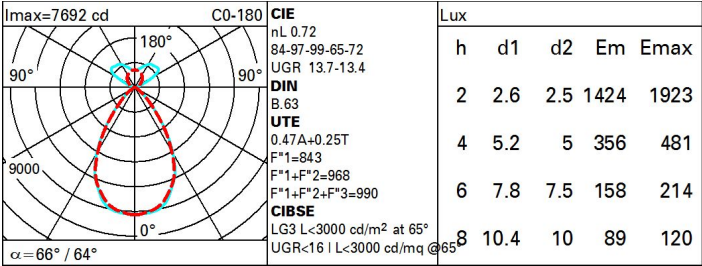 Imax=7692 cd C0-180
180°
90° 90°
9000
0°
α=66° / 64°
CIE
nL 0.72
84-97-99-65-72
UGR 13.7-13.4
DIN
B.63
UTE
0.47A+0.25T
F"1=843
F"1+F"2=968
F"1+F"2+F"3=990
CIBSE
LG3 L<3000 cd/m² at 65°
UGR<16 | L<3000 cd/mq @65°
Lux
h d1 d2 Em Emax
2 2.6 2.5 1424 1923
4 5.2 5 356 481
6 7.8 7.5 158 214
8 10.4 10 89 120